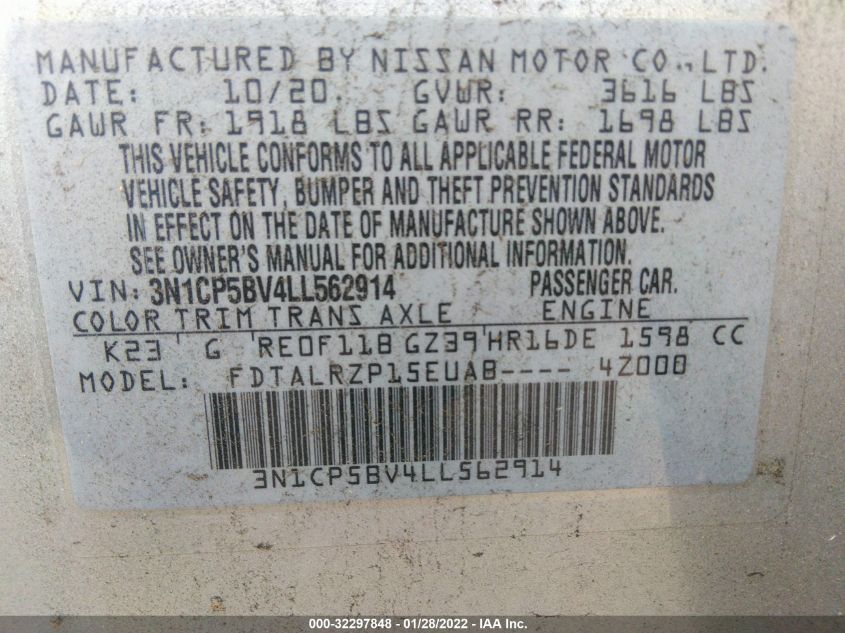 MANUFACTURED BY NISSAN MOTOR CO., LTD.
DATE: 10/20 GVWR: 3616 LBS
GAWR FR: 1918 LBS GAWR RR: 1698 LBS
THIS VEHICLE CONFORMS TO ALL APPLICABLE FEDERAL MOTOR
VEHICLE SAFETY, BUMPER AND THEFT PREVENTION STANDARDS
IN EFFECT ON THE DATE OF MANUFACTURE SHOWN ABOVE.
SEE OWNER'S MANUAL FOR ADDITIONAL INFORMATION.
VIN: 3N1CP5BV4LL562914 PASSENGER CAR.
COLOR TRIM TRANS AXLE ENGINE
K23 G RE0F11B GZ39 HR16DE 1598 CC
MODEL: FDTALRZP15EUAB---- 4Z000
3N1CP5BV4LL562914
000-32297848 - 01/28/2022 - IAA Inc.